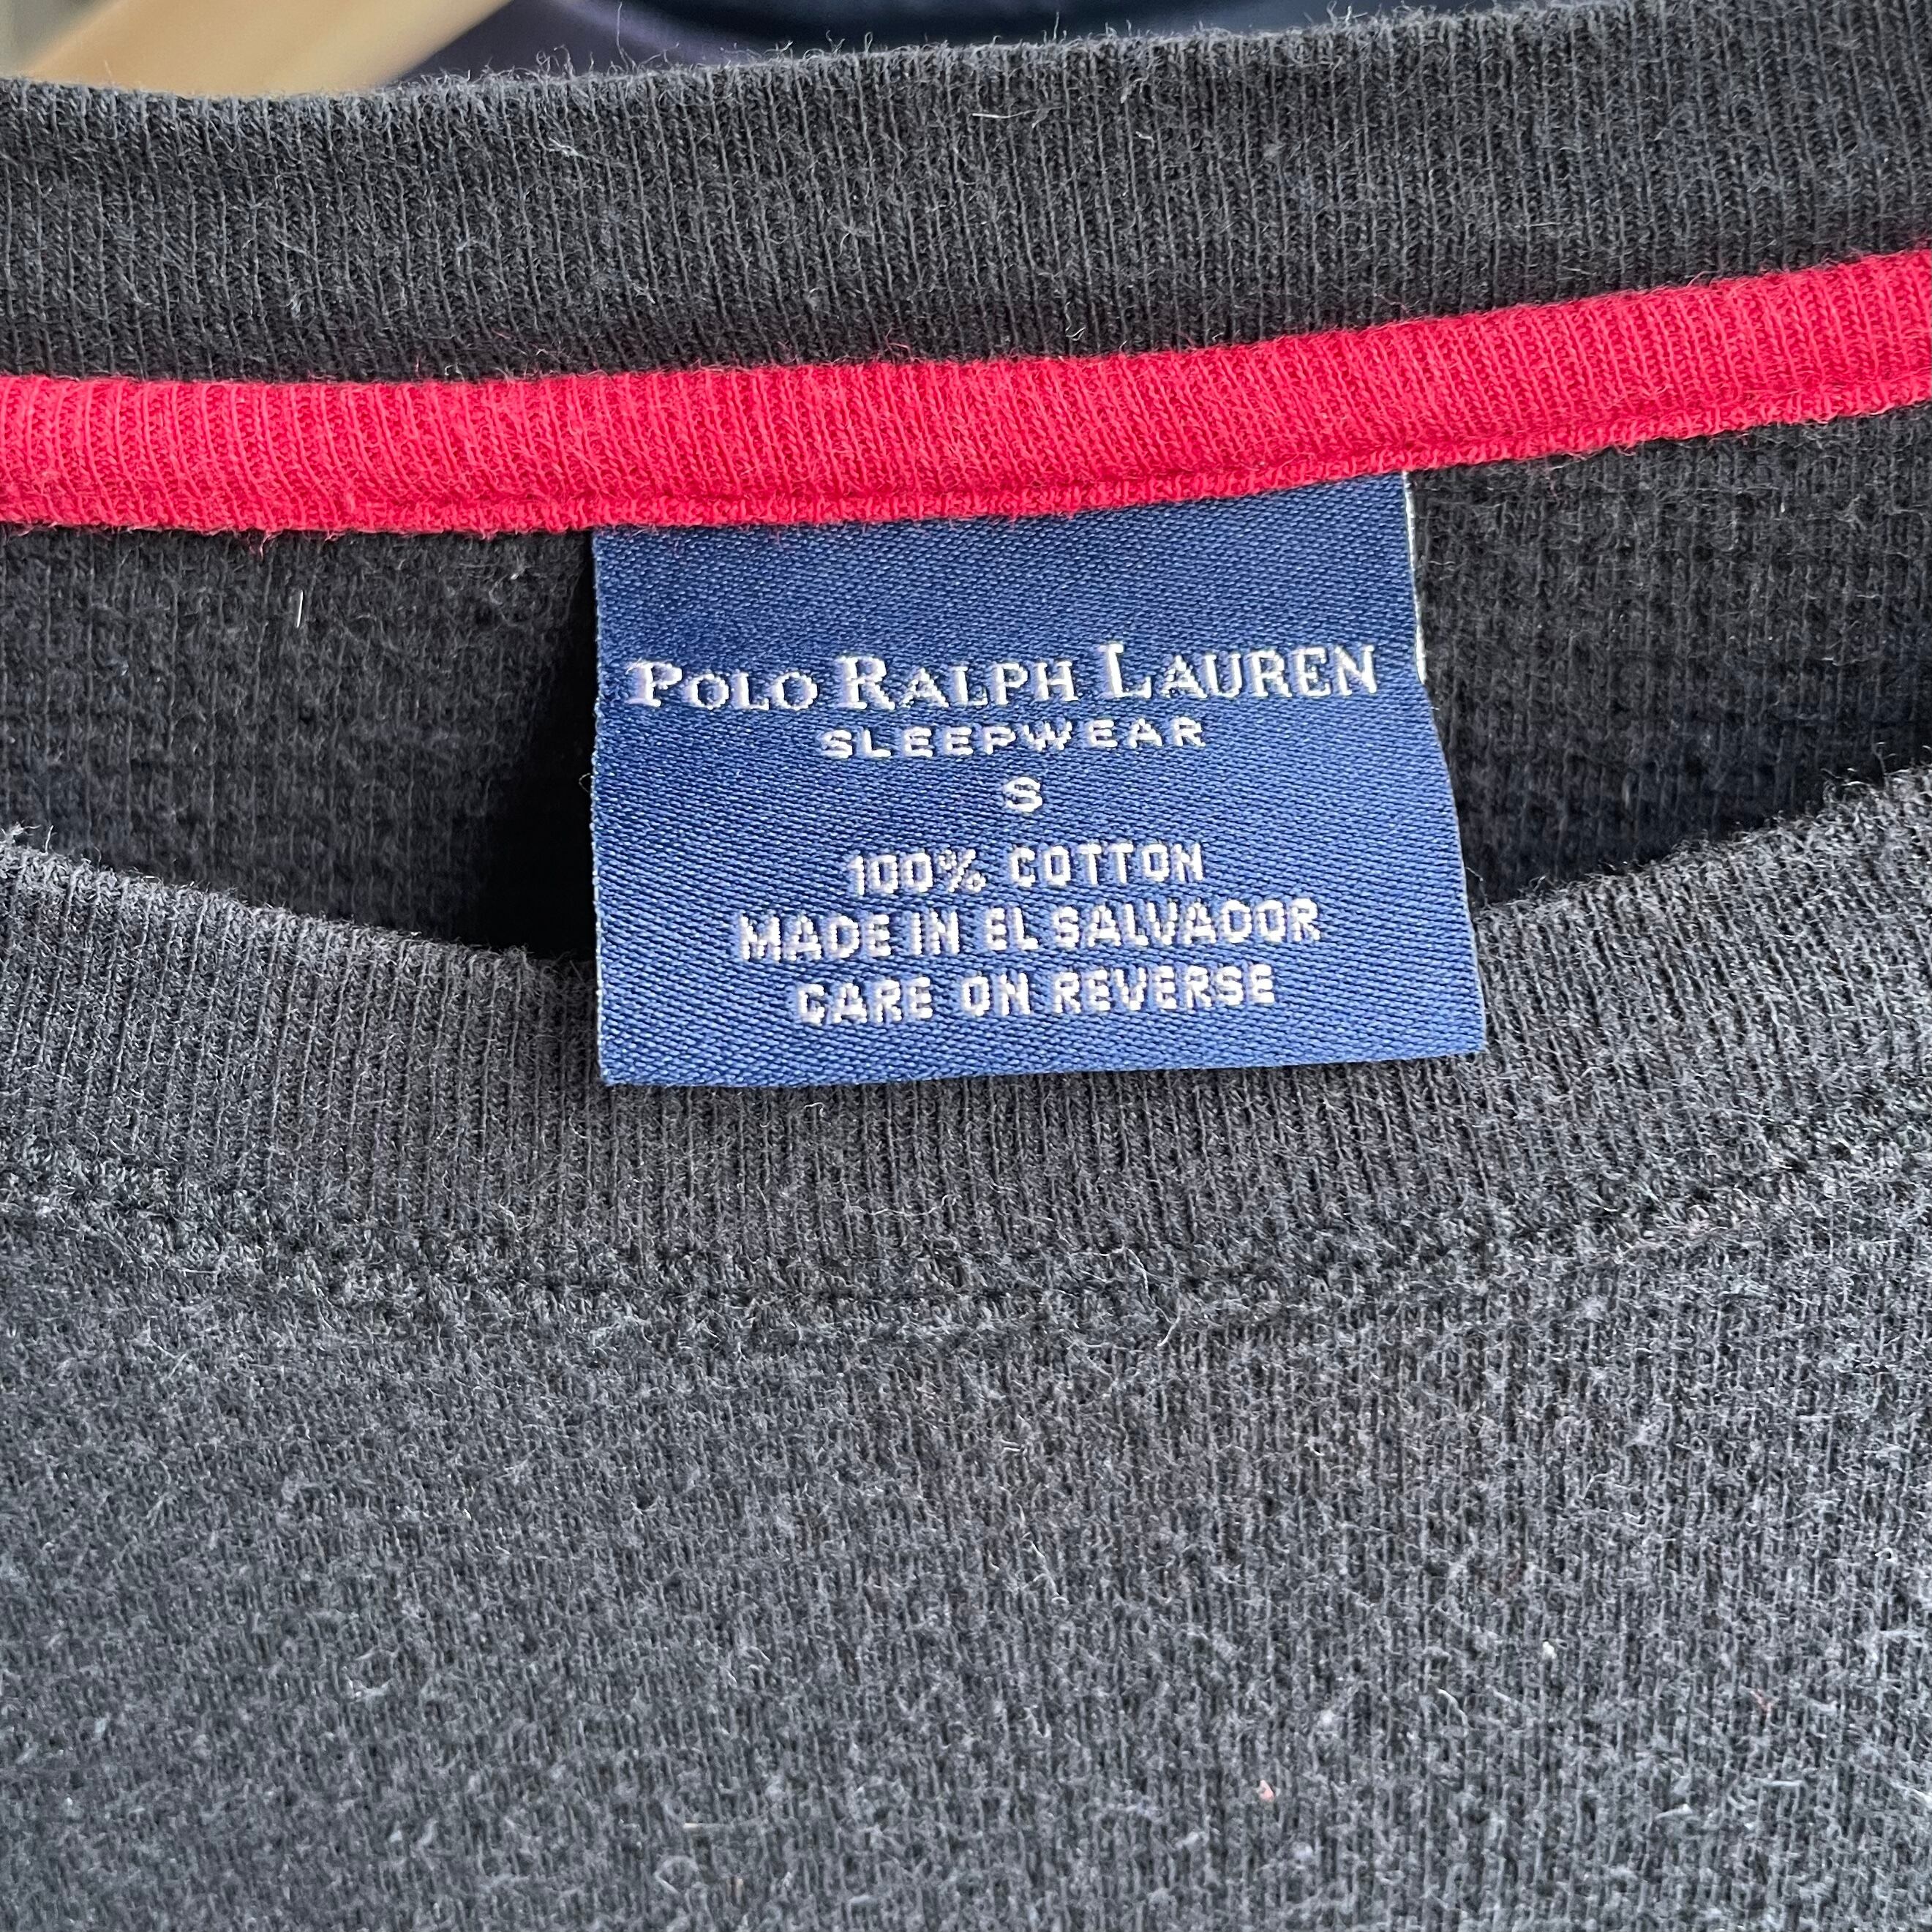 POLO RALPH LAUREN
SLEEPWEAR
S
100% COTTON
MADE IN EL SALVADOR
CARE ON REVERSE